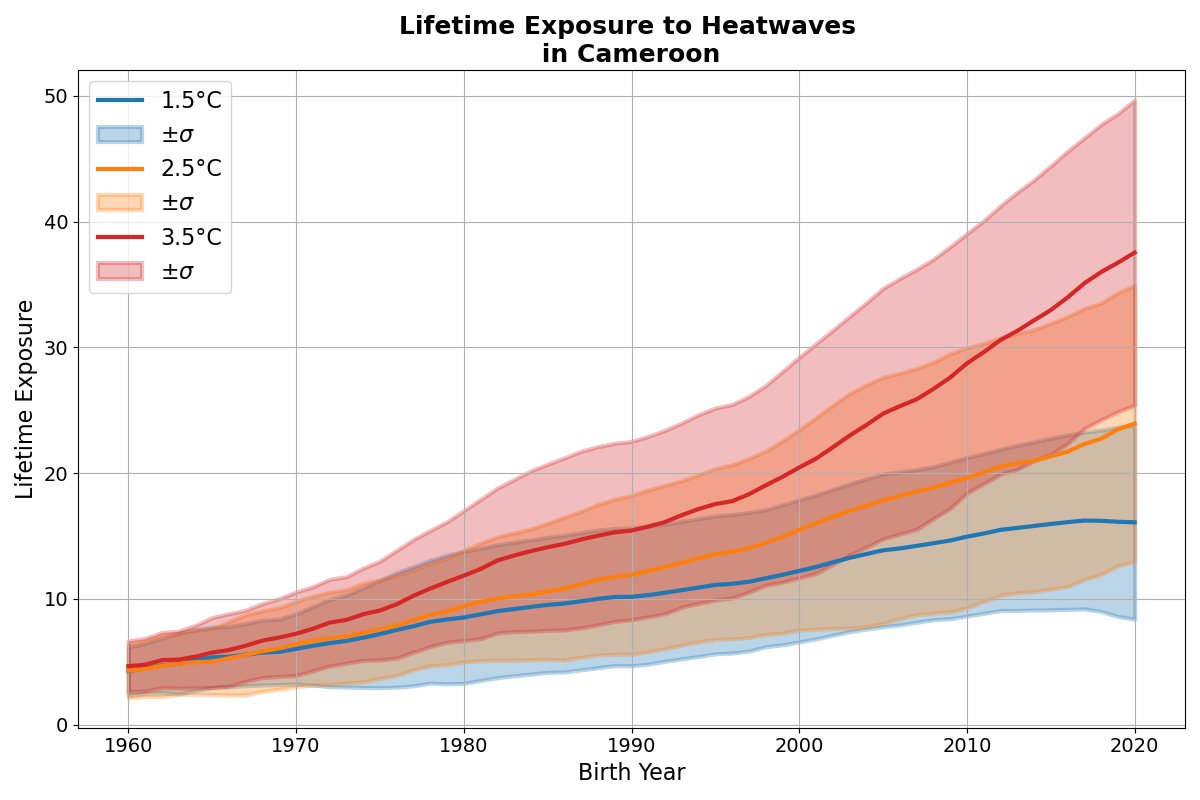 Lifetime Exposure to Heatwaves
in Cameroon
1.5°C
±σ
2.5°C
±σ
3.5°C
±σ
Lifetime Exposure
50
40
30
20
10
0
1960 1970 1980 1990 2000 2010 2020
Birth Year